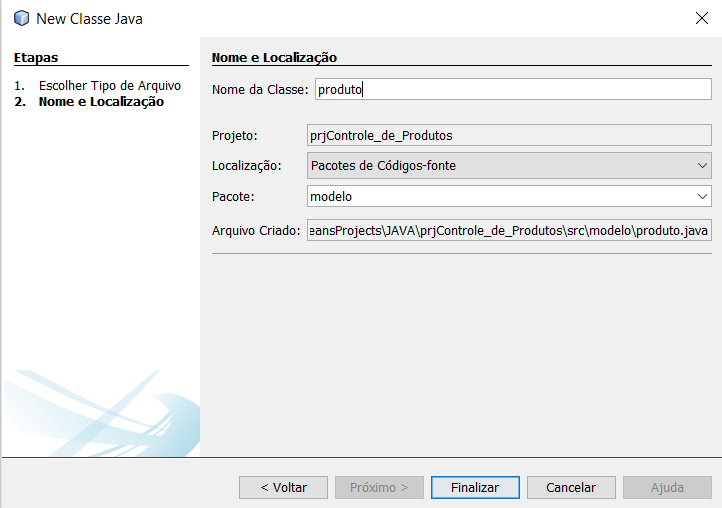 New Classe Java
Etapas
1. Escolher Tipo de Arquivo
2. Nome e Localização
Nome e Localização
Nome da Classe: produto
Projeto: prjControle_de_Produtos
Localização: Pacotes de Códigos-fonte
Pacote: modelo
Arquivo Criado: eansProjects\JAVA\prjControle_de_Produtos\src\modelo\produto.java
< Voltar Próximo > Finalizar Cancelar Ajuda